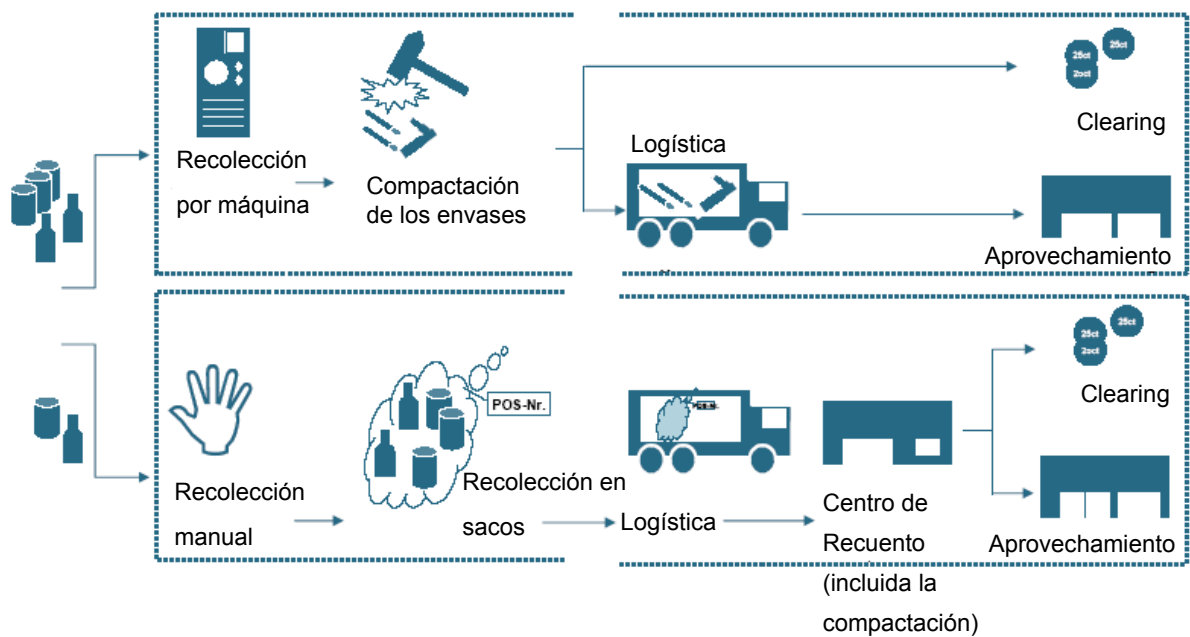 25ct
25ct
2oct
Clearing
Recolección
por máquina
Compactación
de los envases
Logística
Aprovechamiento
25ct
25ct
2oct
Clearing
POS-Nr.
Recolección
manual
Recolección en
sacos
Logística
Centro de
Recuento
(incluida la
compactación)
Aprovechamiento